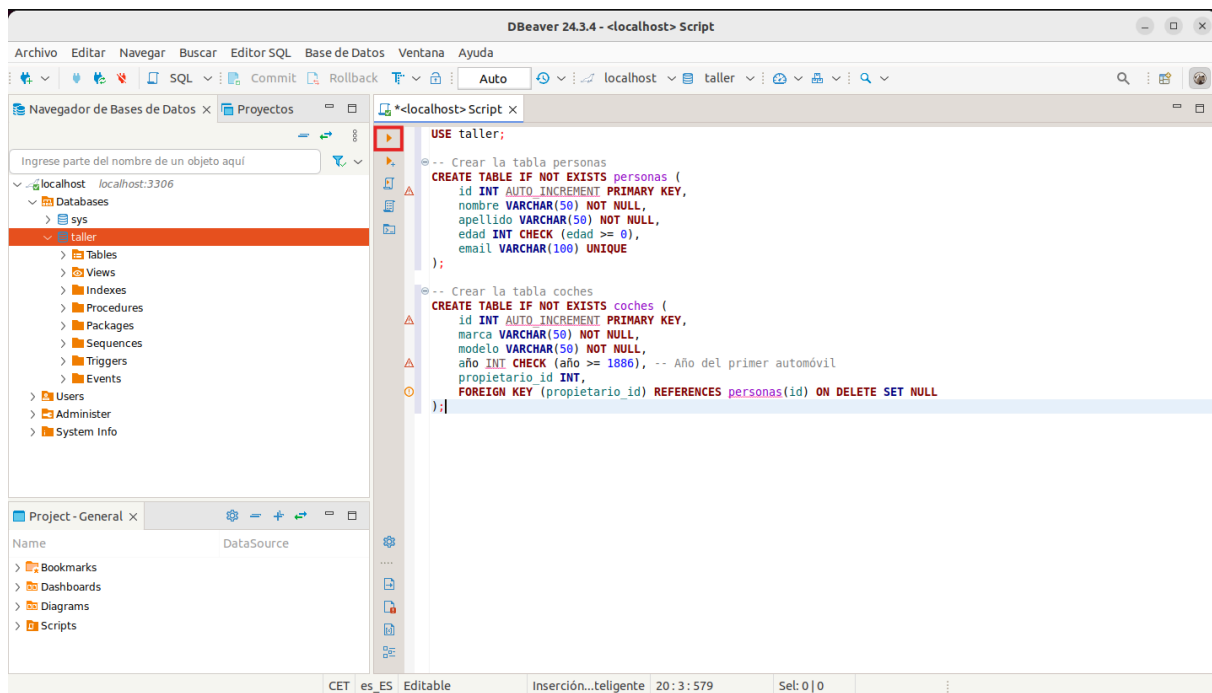 DBeaver 24.3.4 - <localhost> Script
Archivo Editar Navegar Buscar Editor SQL Base de Datos Ventana Ayuda
SQL Commit Rollback Auto localhost taller
Navegador de Bases de Datos Proyectos
Ingrese parte del nombre de un objeto aquí
localhost localhost:3306
Databases
sys
taller
Tables
Views
Indexes
Procedures
Packages
Sequences
Triggers
Events
Users
Administer
System Info
Project - General
Name DataSource
Bookmarks
Dashboards
Diagrams
Scripts
*<localhost> Script
USE taller;
-- Crear la tabla personas
CREATE TABLE IF NOT EXISTS personas (
id INT AUTO_INCREMENT PRIMARY KEY,
nombre VARCHAR(50) NOT NULL,
apellido VARCHAR(50) NOT NULL,
edad INT CHECK (edad >= 0),
email VARCHAR(100) UNIQUE
);
-- Crear la tabla coches
CREATE TABLE IF NOT EXISTS coches (
id INT AUTO_INCREMENT PRIMARY KEY,
marca VARCHAR(50) NOT NULL,
modelo VARCHAR(50) NOT NULL,
año INT CHECK (año >= 1886), -- Año del primer automóvil
propietario_id INT,
FOREIGN KEY (propietario_id) REFERENCES personas(id) ON DELETE SET NULL
);
CET es_ES Editable Inserción...teligente 20 : 3 : 579 Sel: 0 | 0